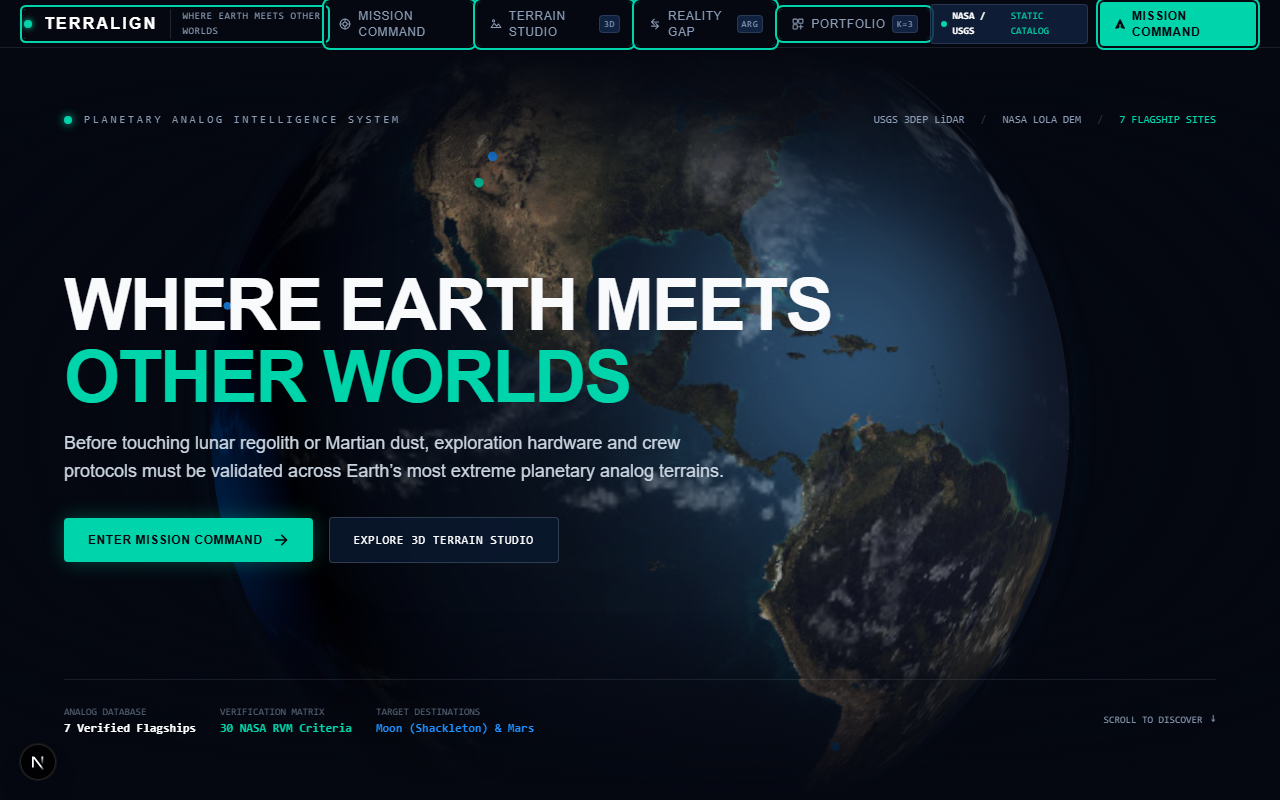 TERRALIGN
WHERE EARTH MEETS OTHER
WORLDS
MISSION
COMMAND
TERRAIN
STUDIO
3D
REALITY
GAP
ARG
PORTFOLIO
K=3
NASA /
USGS
STATIC
CATALOG
MISSION
COMMAND
PLANETARY ANALOG INTELLIGENCE SYSTEM
USGS 3DEP LiDAR / NASA LOLA DEM / 7 FLAGSHIP SITES
WHERE EARTH MEETS
OTHER WORLDS
Before touching lunar regolith or Martian dust, exploration hardware and crew
protocols must be validated across Earth’s most extreme planetary analog terrains.
ENTER MISSION COMMAND →
EXPLORE 3D TERRAIN STUDIO
ANALOG DATABASE
7 Verified Flagships
VERIFICATION MATRIX
30 NASA RVM Criteria
TARGET DESTINATIONS
Moon (Shackleton) & Mars
SCROLL TO DISCOVER ↓
N